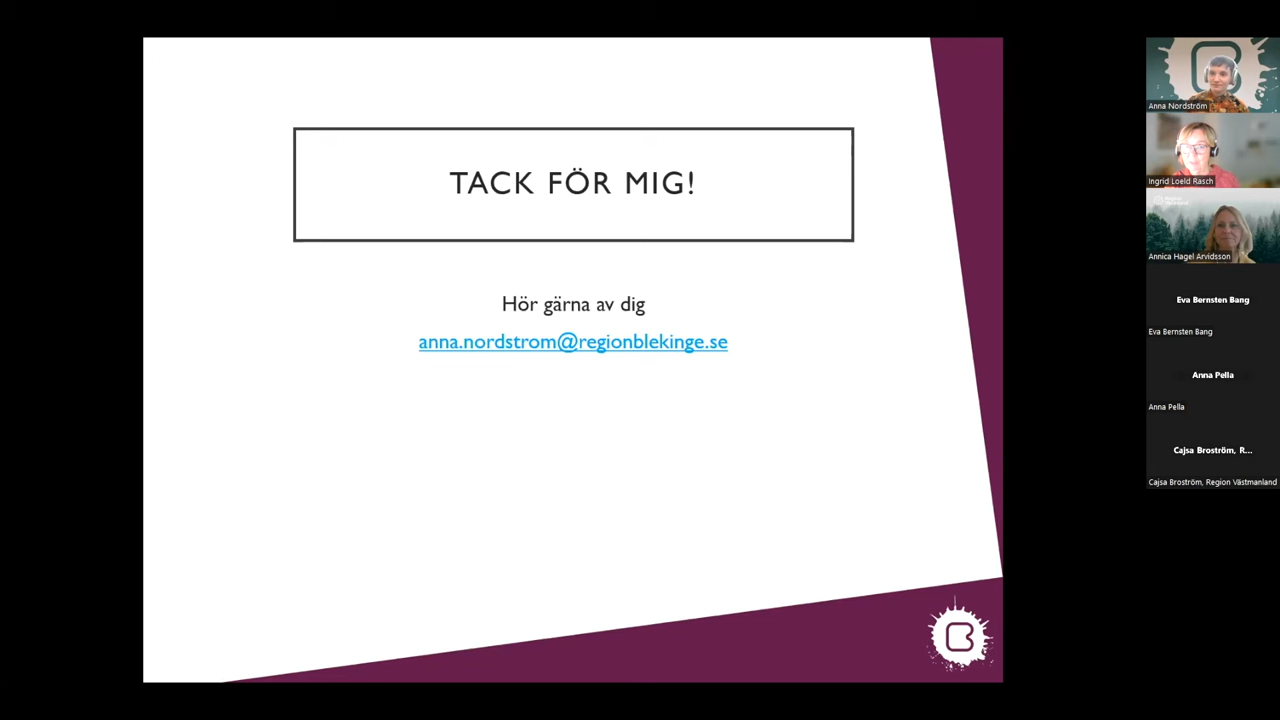 TACK FÖR MIG!
Hör gärna av dig
anna.nordstrom@regionblekinge.se
Anna Nordström
Ingrid Loeld Rasch
Annica Hagel Arvidsson
Eva Bernsten Bang
Eva Bernsten Bang
Anna Pella
Anna Pella
Cajsa Broström, R...
Cajsa Broström, Region Västmanland